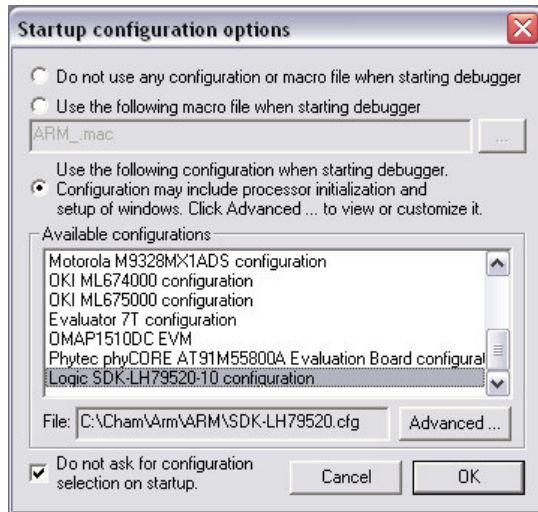 Startup configuration options
Do not use any configuration or macro file when starting debugger
Use the following macro file when starting debugger
ARM_.mac
...
Use the following configuration when starting debugger.
Configuration may include processor initialization and
setup of windows. Click Advanced ... to view or customize it.
Available configurations
Motorola M9328MX1ADS configuration
OKI ML674000 configuration
OKI ML675000 configuration
Evaluator 7T configuration
OMAP1510DC EVM
Phytec phyCORE AT91M55800A Evaluation Board configurat
Logic SDK-LH79520-10 configuration
File: C:\Cham\Arm\ARM\SDK-LH79520.cfg Advanced ...
Do not ask for configuration
selection on startup.
Cancel OK